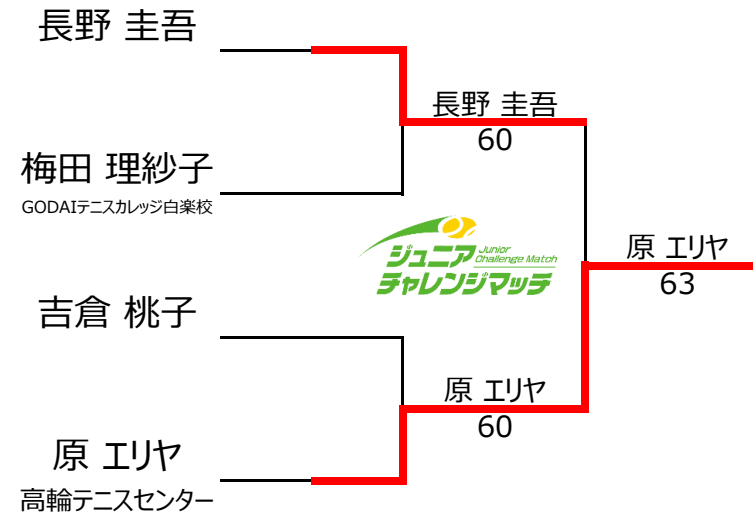 長野 圭吾
長野 圭吾
60
梅田 理紗子
GODAIテニスカレッジ白楽校
ジュニア Junior
Challenge Match
チャレンジマッチ
原 エリヤ
63
吉倉 桃子
原 エリヤ
60
原 エリヤ
高輪テニスセンター